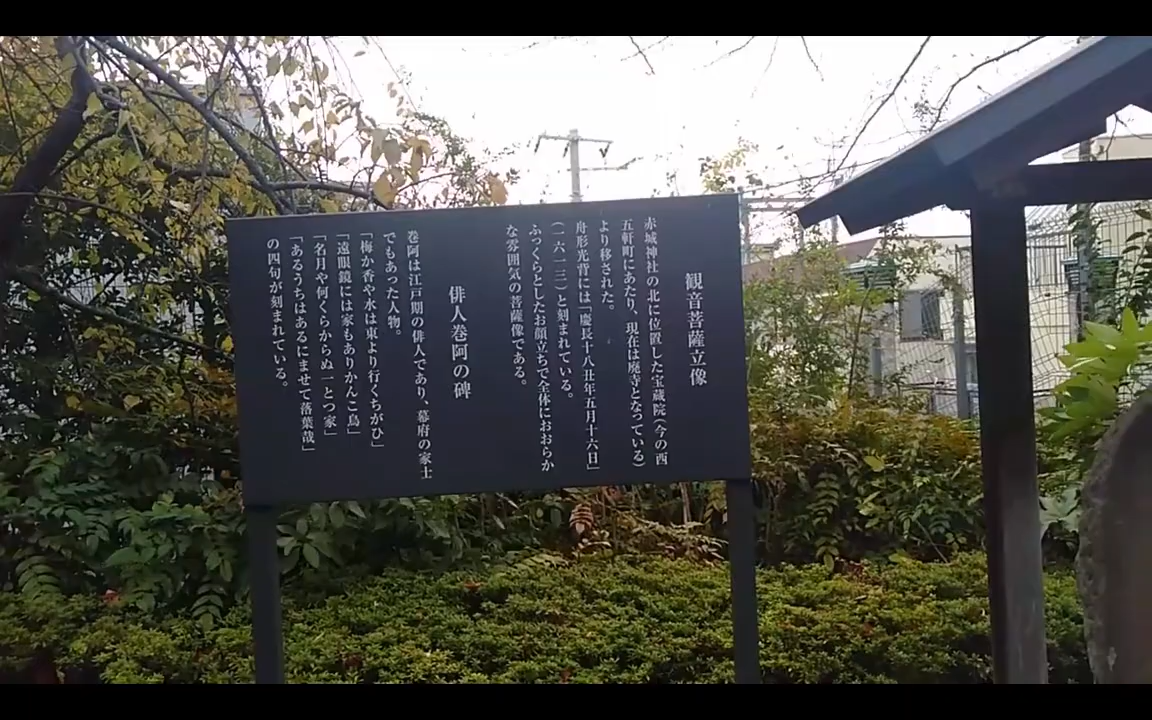 観音菩薩立像
赤城神社の北に位置した宝蔵院（今の西
五軒町にあたり、現在は廃寺となっている）
より移された。
舟形光背には「慶長十八丑年五月十六日」
（一六一三）と刻まれている。
ふっくらとしたお顔立ちで全体におおらか
な雰囲気の菩薩像である。
俳人巻阿の碑
巻阿は江戸期の俳人であり、幕府の家士
でもあった人物。
「梅か香や水は東より行くちがひ」
「遠眼鏡には家もありかんこ鳥」
「名月や何くらからぬ一とつ家」
「あるうちはあるにまませて落葉哉」
の四句が刻まれている。